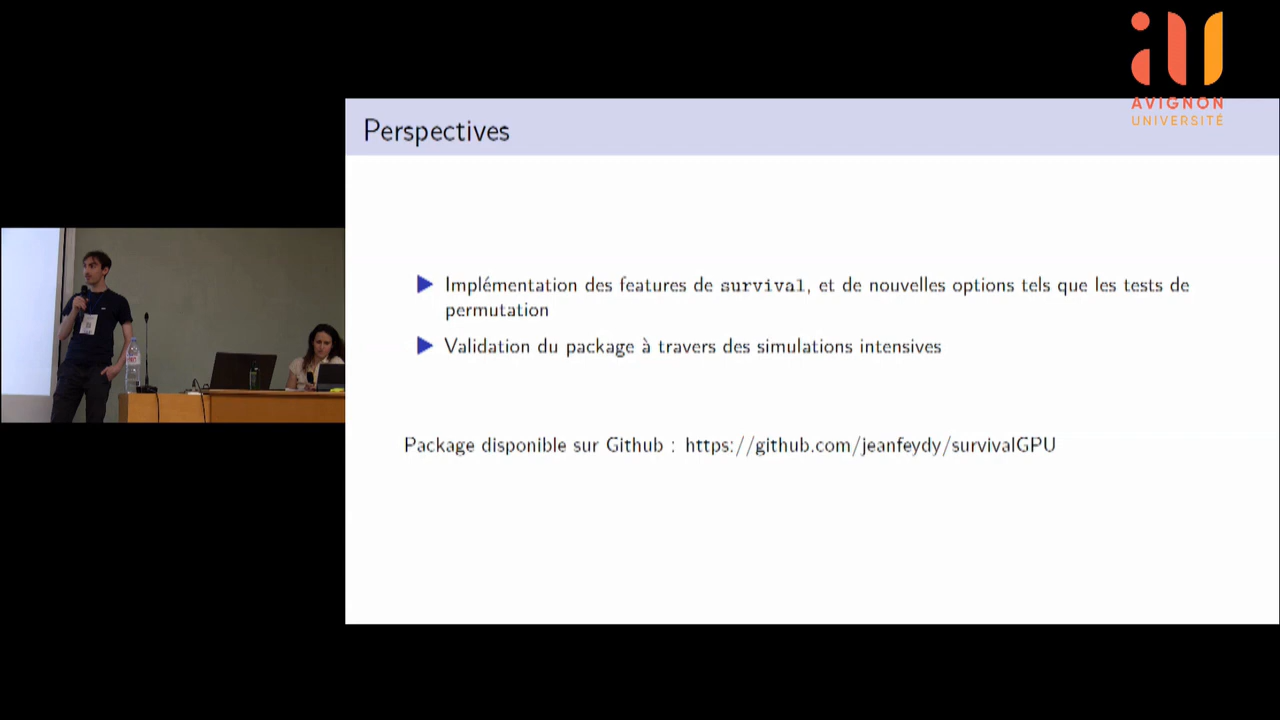 AVIGNON
UNIVERSITÉ
Perspectives
Implémentation des features de survival, et de nouvelles options tels que les tests de
permutation
Validation du package à travers des simulations intensives
Package disponible sur Github : https://github.com/jeanfeydy/survivalGPU